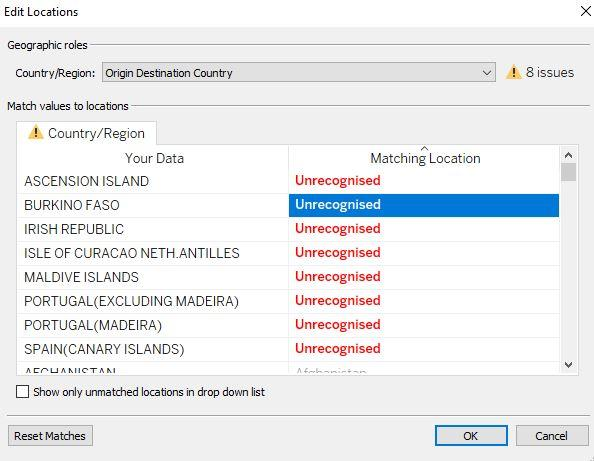 Edit Locations
Geographic roles
Country/Region: Origin Destination Country 8 issues
Match values to locations
Country/Region
Your Data Matching Location
ASCENSION ISLAND Unrecognised
BURKINO FASO Unrecognised
IRISH REPUBLIC Unrecognised
ISLE OF CURACAO NETH.ANTILLES Unrecognised
MALDIVE ISLANDS Unrecognised
PORTUGAL(EXCLUDING MADEIRA) Unrecognised
PORTUGAL(MADEIRA) Unrecognised
SPAIN(CANARY ISLANDS) Unrecognised
AFGHANISTAN Afghanistan
Show only unmatched locations in drop down list
Reset Matches OK Cancel